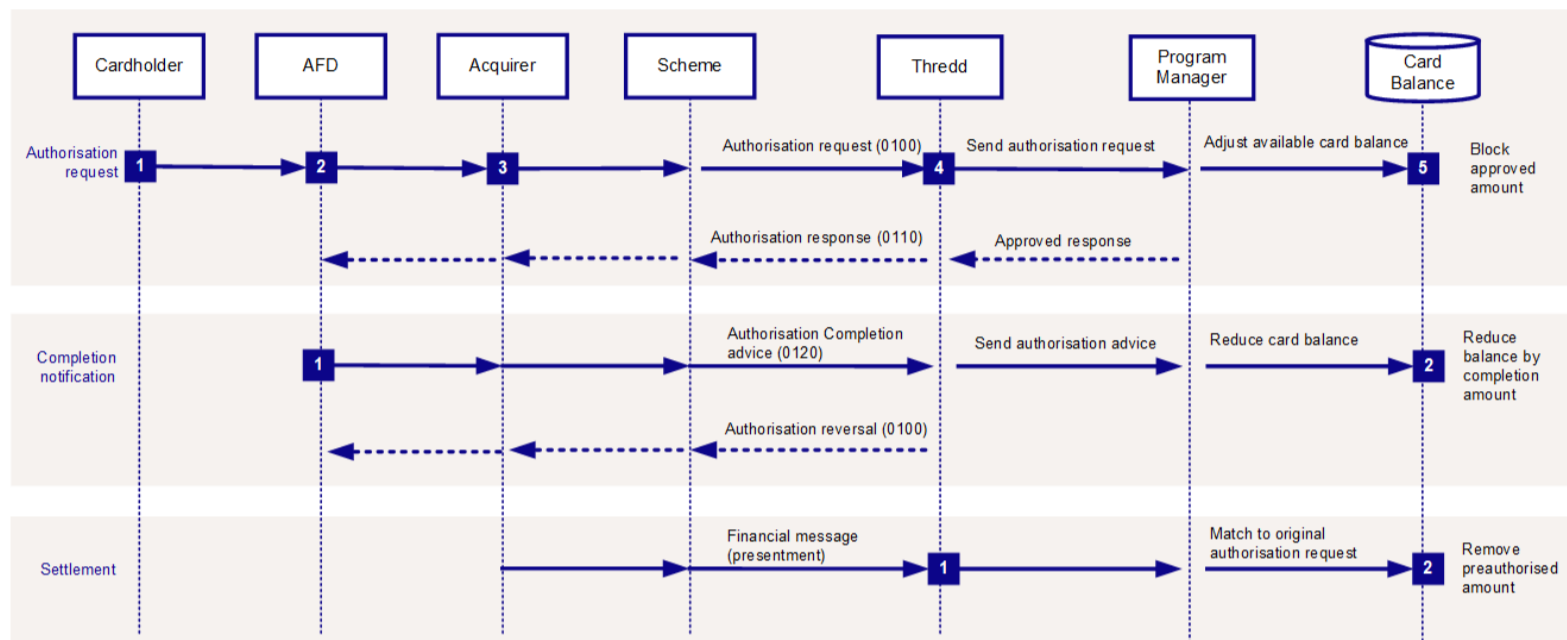 Cardholder
AFD
Acquirer
Scheme
Thredd
Program
Manager
Card
Balance
Authorisation
request
1
2
3
Authorisation request (0100)
4
Send authorisation request
Adjust available card balance
5
Block
approved
amount
Authorisation response (0110)
Approved response
Completion
notification
1
Authorisation Completion
advice (0120)
Send authorisation advice
Reduce card balance
2
Reduce
balance by
completion
amount
Authorisation reversal (0100)
Settlement
Financial message
(presentment)
1
Match to original
authorisation request
2
Remove
preauthorised
amount